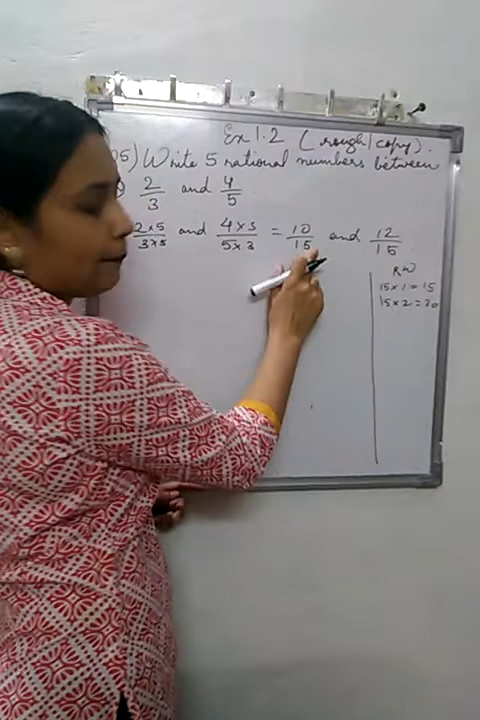 Ex 1.2 (rough/copy).
Q5) Write 5 rational numbers between
2/3 and 4/5
2×5/3×5 and 4×3/5×3 = 10/15 and 12/15
RW
15×1=15
15×2=30